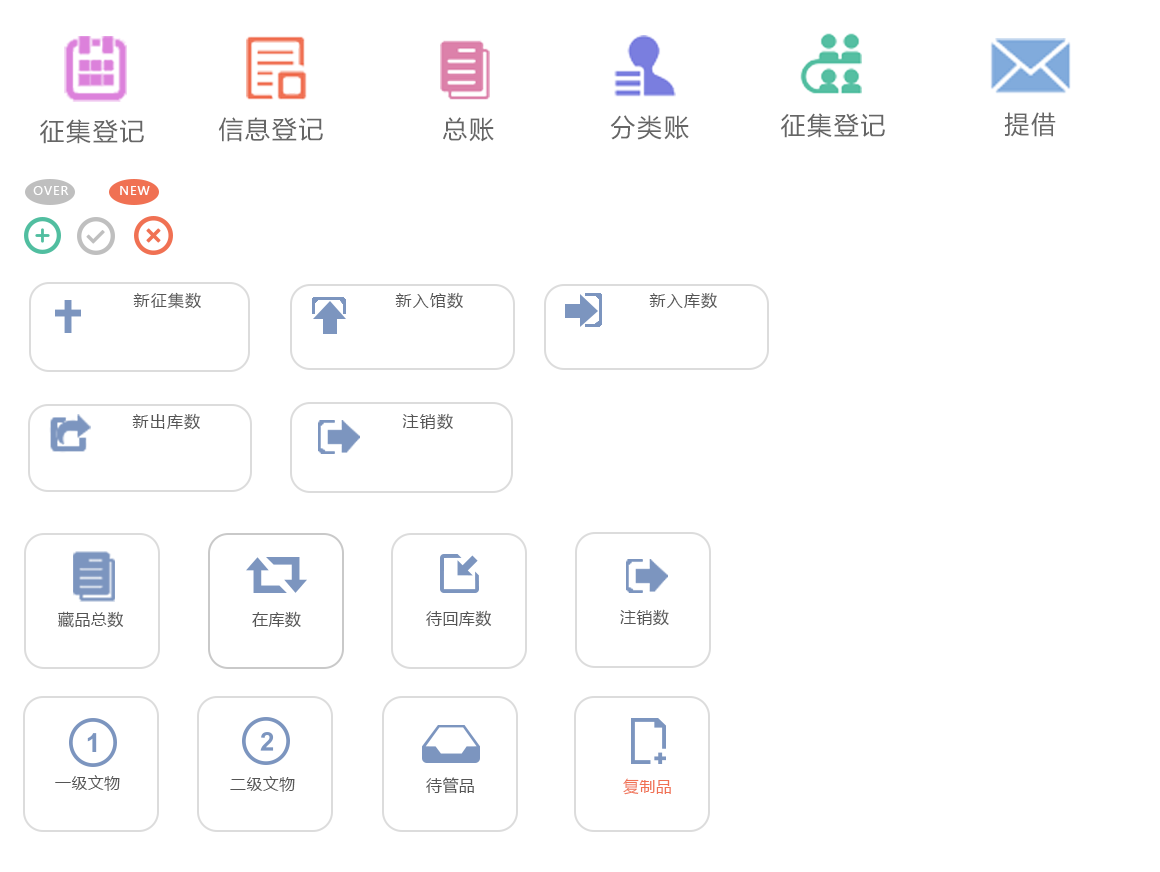 征集登记
信息登记
总账
分类账
征集登记
提借
OVER
NEW
新征集数
新入馆数
新入库数
新出库数
注销数
藏品总数
在库数
待回库数
注销数
1
2
一级文物
二级文物
待管品
复制品